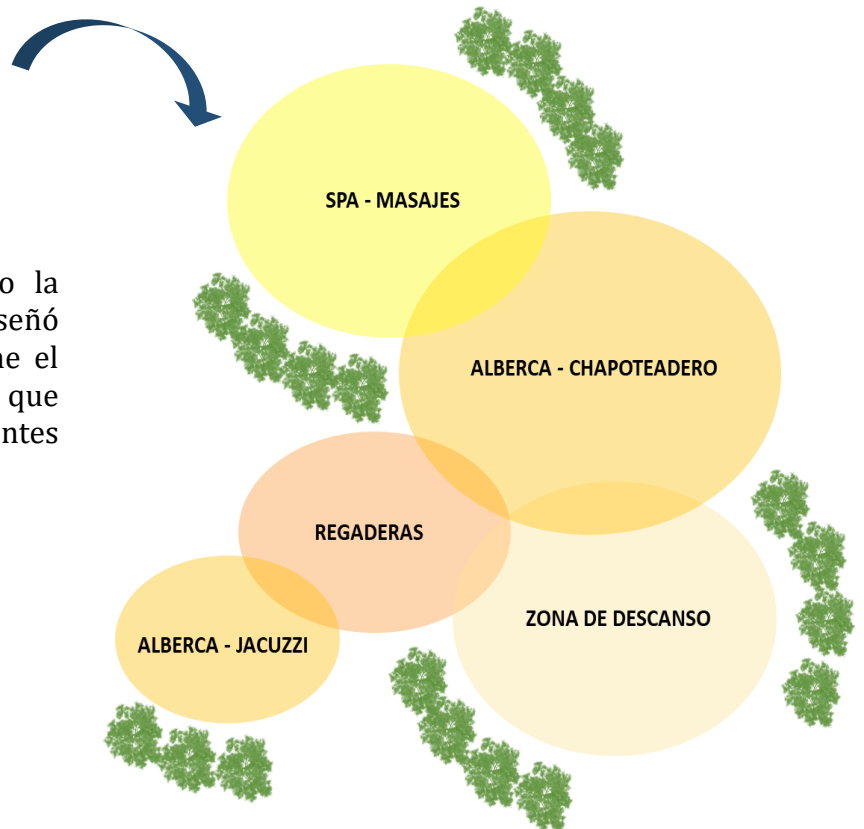 SPA - MASAJES
o la
señó
ne el
que
ntes
ALBERCA - CHAPOTEADERO
REGADERAS
ZONA DE DESCANSO
ALBERCA - JACUZZI